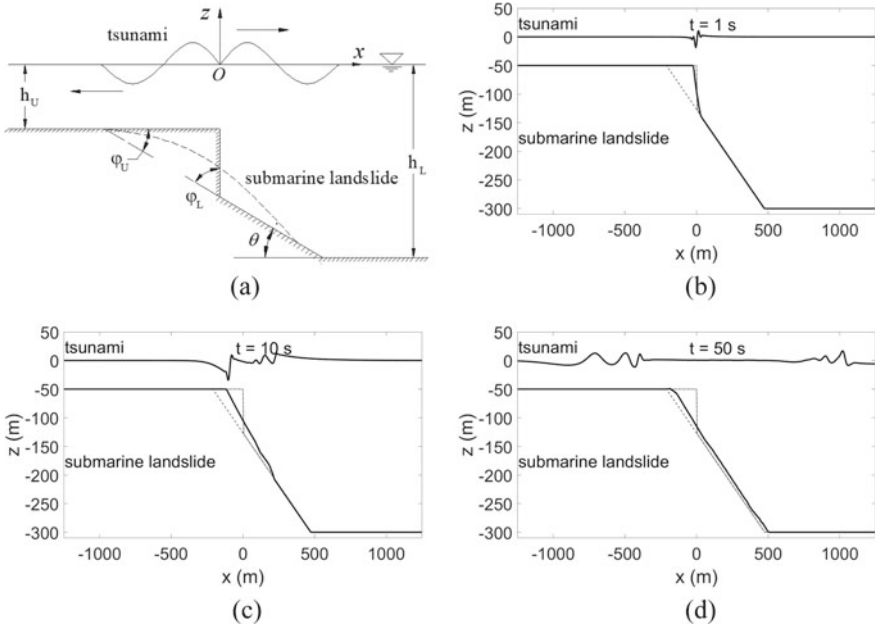 z
tsunami
O
x
h_U
h_L
φ_U
submarine landslide
φ_L
θ
(a)
50
tsunami
t = 1 s
0
-50
-100
-150
submarine landslide
-200
-250
-300
z (m)
-1000 -500 0 500 1000
x (m)
(b)
50
tsunami
t = 10 s
0
-50
-100
-150
submarine landslide
-200
-250
-300
z (m)
-1000 -500 0 500 1000
x (m)
(c)
50
tsunami
t = 50 s
0
-50
-100
-150
submarine landslide
-200
-250
-300
z (m)
-1000 -500 0 500 1000
x (m)
(d)